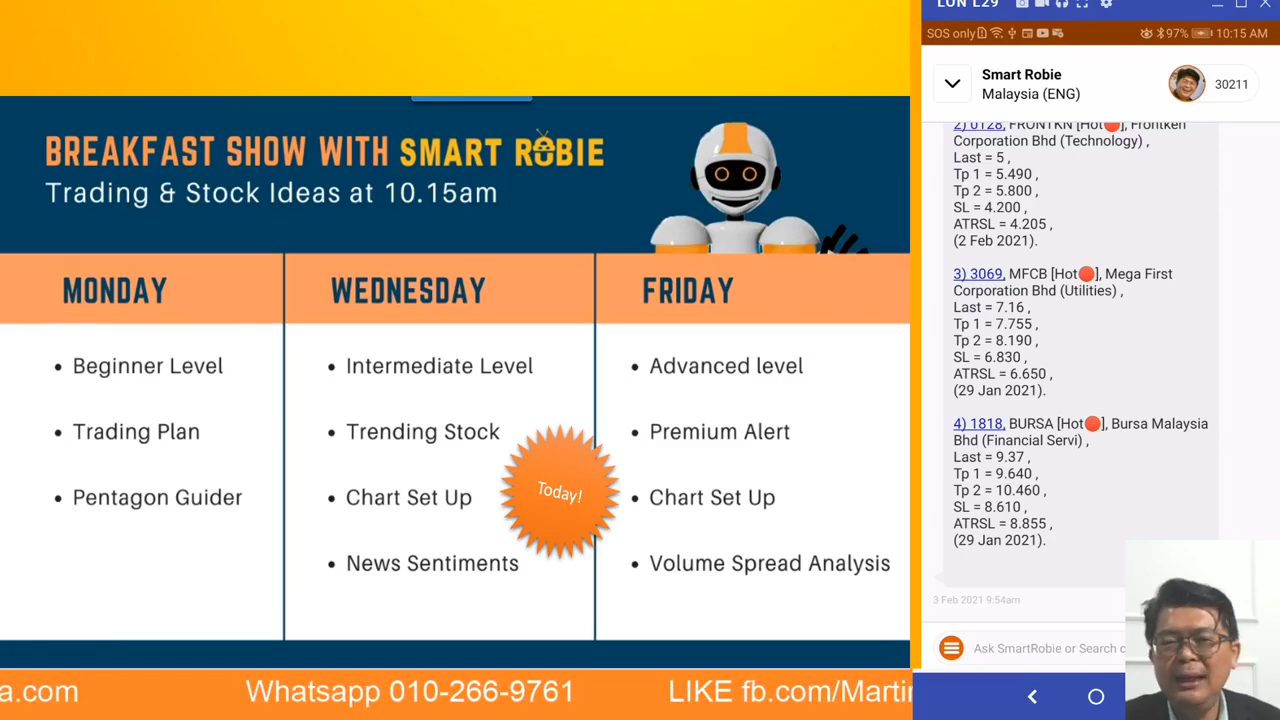 BREAKFAST SHOW WITH SMART ROBIE
Trading & Stock Ideas at 10.15am
MONDAY
WEDNESDAY
FRIDAY
• Beginner Level
• Trading Plan
• Pentagon Guider
• Intermediate Level
• Trending Stock
• Chart Set Up
• News Sentiments
Today!
• Advanced level
• Premium Alert
• Chart Set Up
• Volume Spread Analysis
a.com
Whatsapp 010-266-9761
LIKE fb.com/Martin
LON L29
SOS only
97%
10:15 AM
Smart Robie
Malaysia (ENG)
30211
2) 0128, FRONTKN [Hot🔴], Frontken
Corporation Bhd (Technology) ,
Last = 5 ,
Tp 1 = 5.490 ,
Tp 2 = 5.800 ,
SL = 4.200 ,
ATRSL = 4.205 ,
(2 Feb 2021).
3) 3069, MFCB [Hot🔴], Mega First
Corporation Bhd (Utilities) ,
Last = 7.16 ,
Tp 1 = 7.755 ,
Tp 2 = 8.190 ,
SL = 6.830 ,
ATRSL = 6.650 ,
(29 Jan 2021).
4) 1818, BURSA [Hot🔴], Bursa Malaysia
Bhd (Financial Servi) ,
Last = 9.37 ,
Tp 1 = 9.640 ,
Tp 2 = 10.460 ,
SL = 8.610 ,
ATRSL = 8.855 ,
(29 Jan 2021).
3 Feb 2021 9:54am
Ask SmartRobie or Search